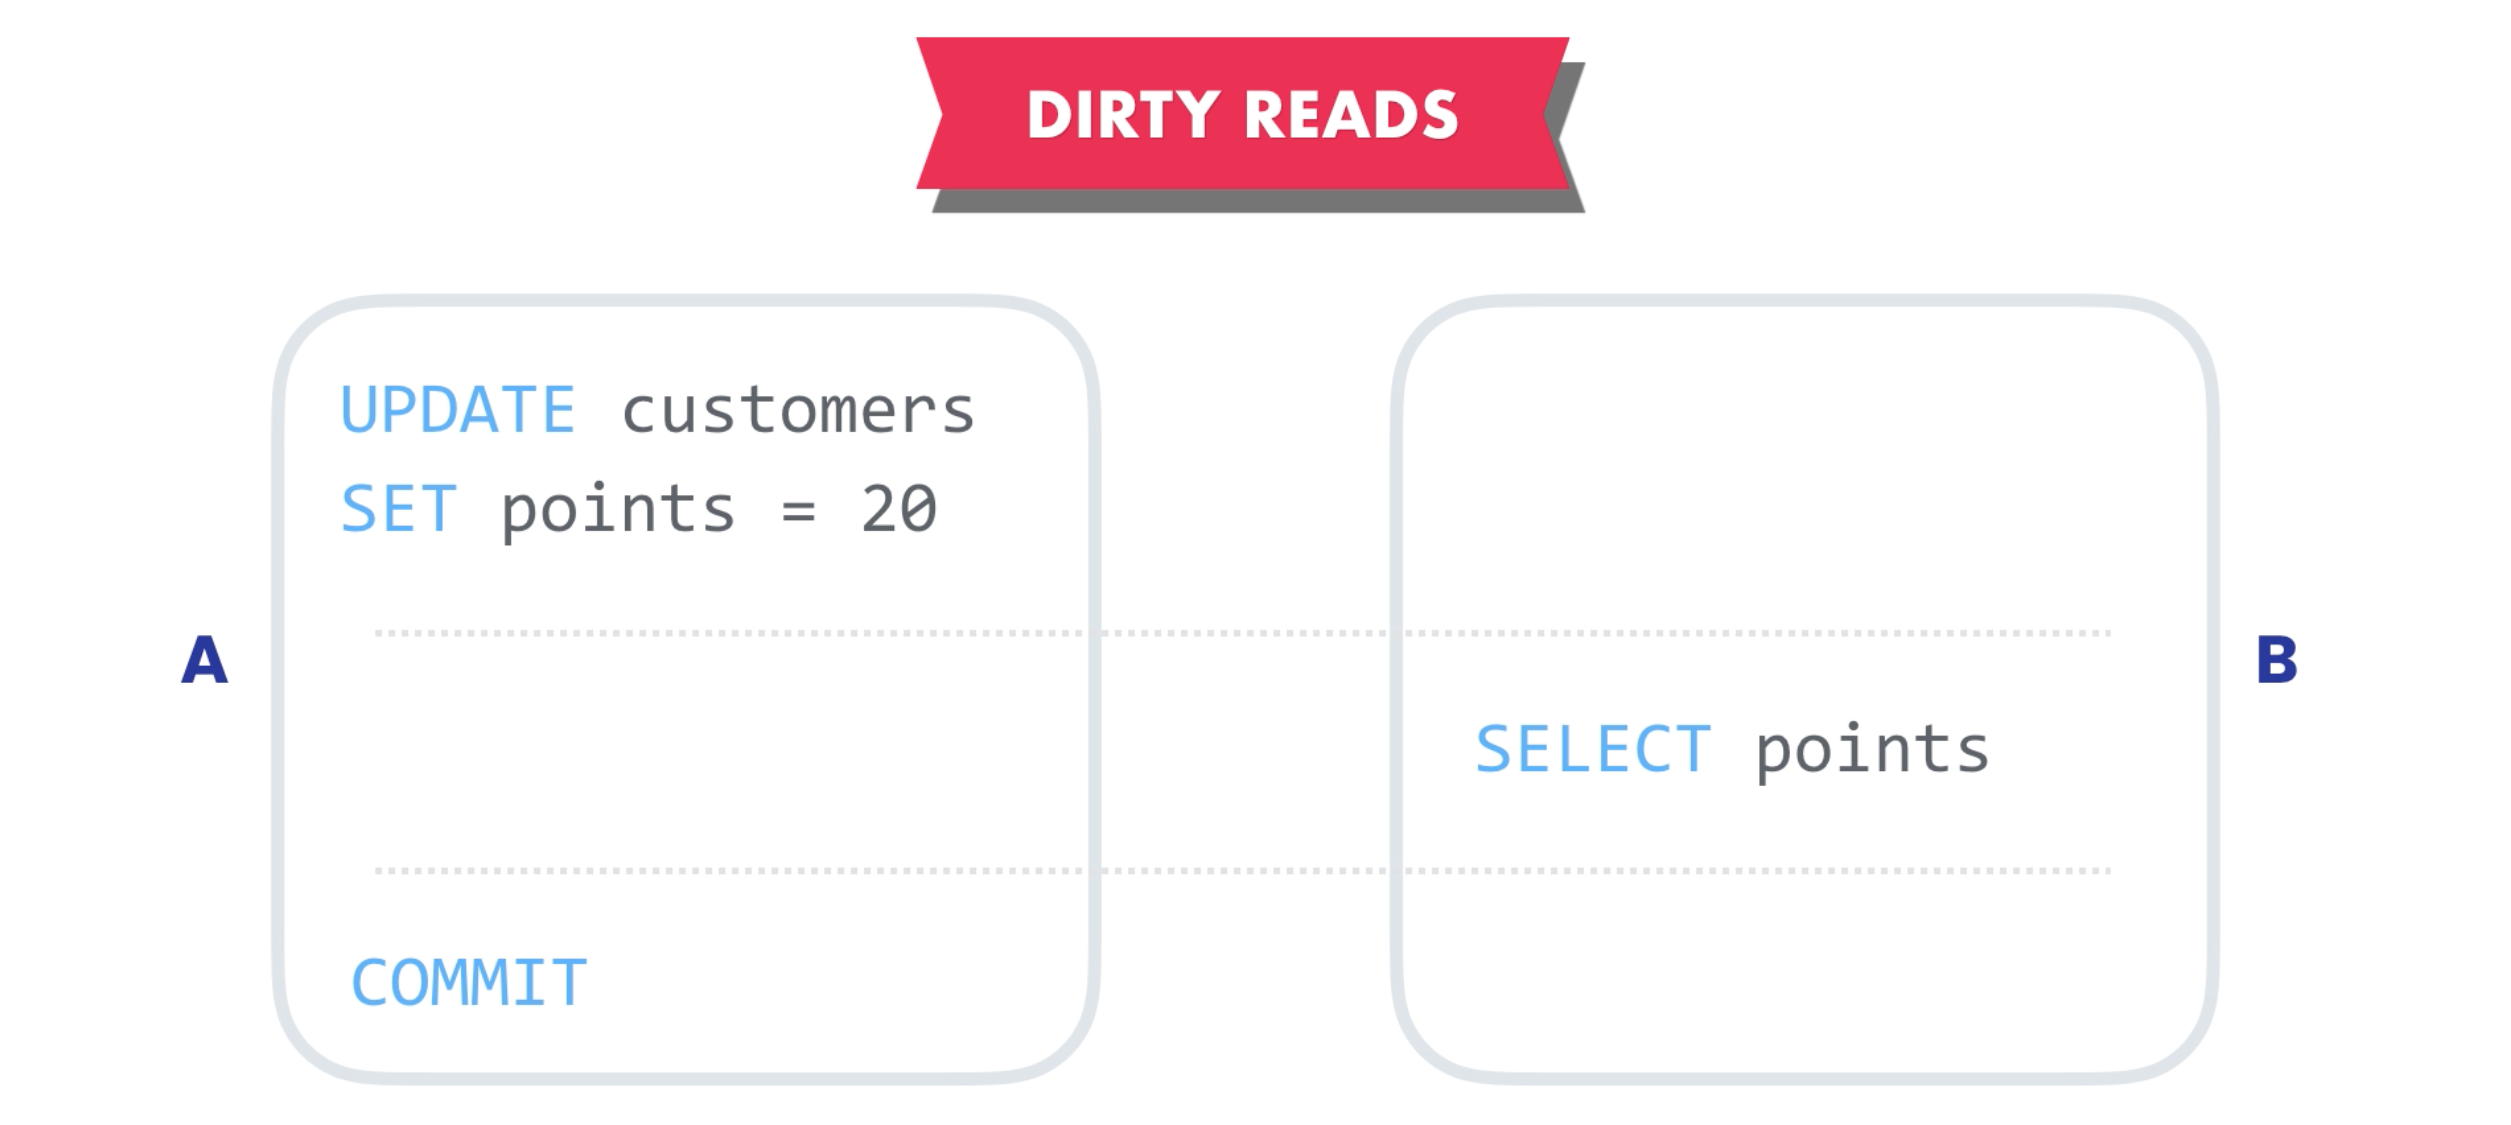 DIRTY READS
UPDATE customers
SET points = 20
A
B
SELECT points
COMMIT